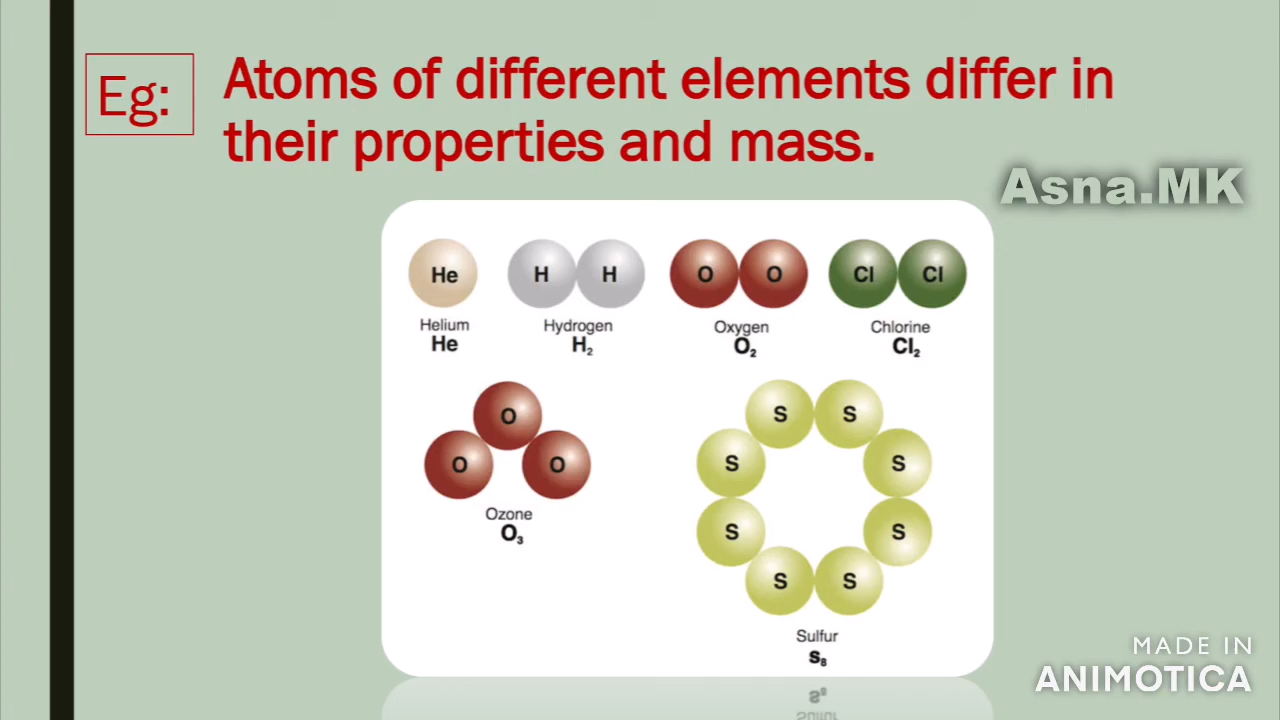 Eg:
Atoms of different elements differ in
their properties and mass.
Asna.MK
He
H H
O O
Cl Cl
Helium
He
Hydrogen
H₂
Oxygen
O₂
Chlorine
Cl₂
O
O O
Ozone
O₃
S S
S S
S S
S S
Sulfur
S₈
MADE IN
ANIMOTICA